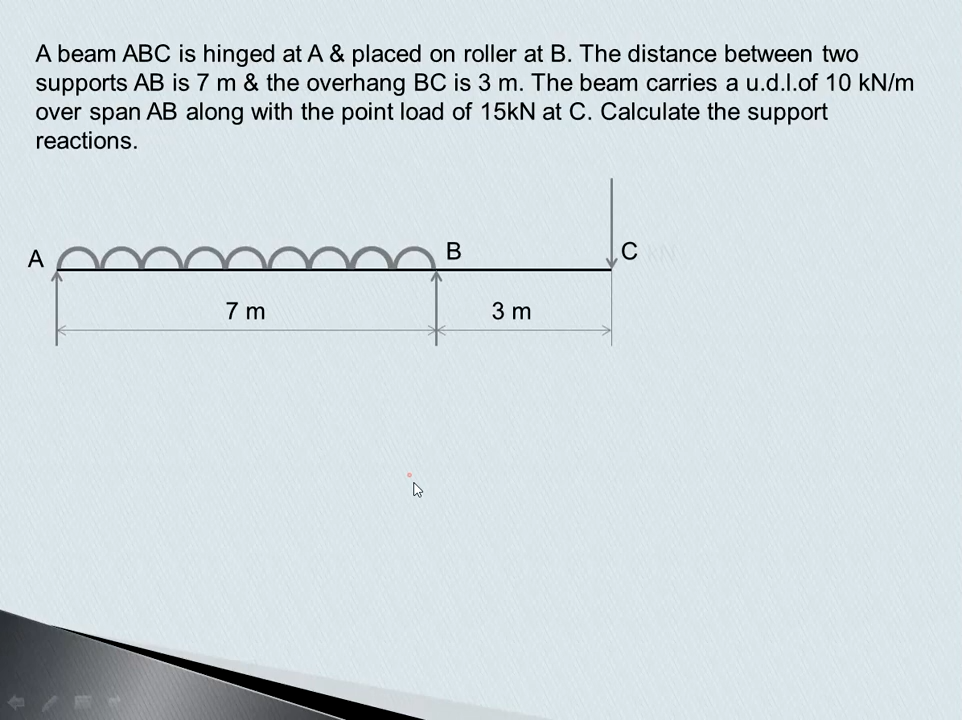 A beam ABC is hinged at A & placed on roller at B. The distance between two
supports AB is 7 m & the overhang BC is 3 m. The beam carries a u.d.l.of 10 kN/m
over span AB along with the point load of 15kN at C. Calculate the support
reactions.
A
B
C kN
7 m
3 m